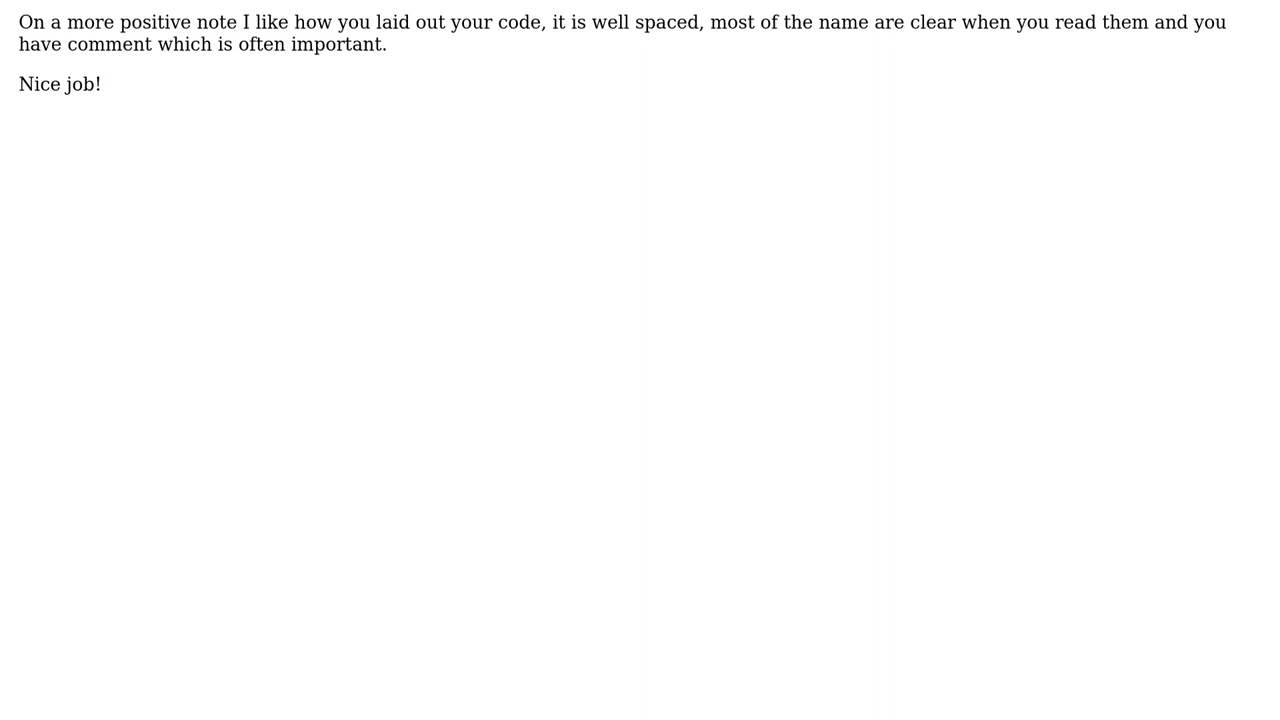 On a more positive note I like how you laid out your code, it is well spaced, most of the name are clear when you read them and you
have comment which is often important.
Nice job!